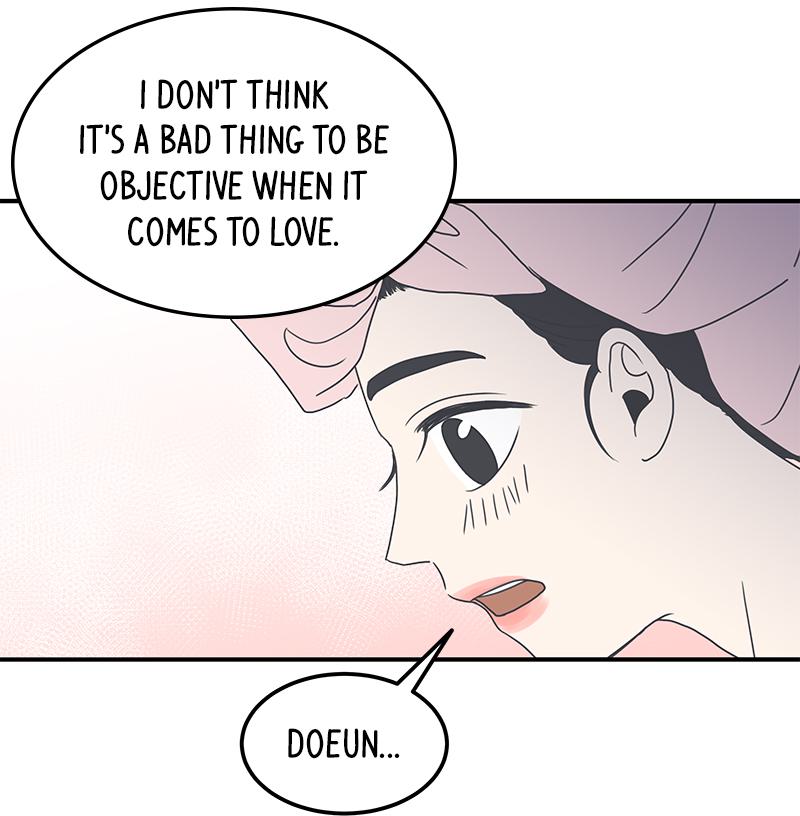 I DON'T THINK
IT'S A BAD THING TO BE
OBJECTIVE WHEN IT
COMES TO LOVE.
DOEUN...